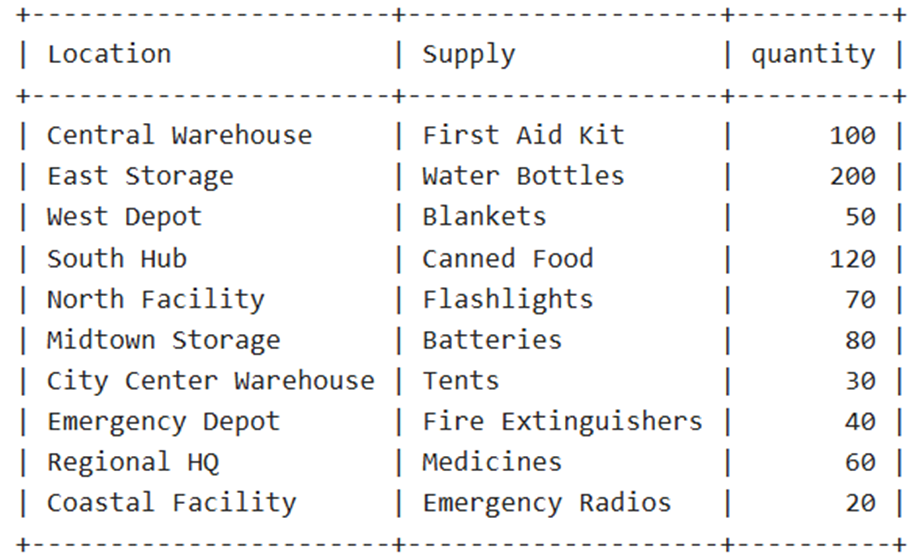 +-----------------------+--------------------+----------+
| Location              | Supply             | quantity |
+-----------------------+--------------------+----------+
| Central Warehouse     | First Aid Kit      |      100 |
| East Storage          | Water Bottles      |      200 |
| West Depot            | Blankets           |       50 |
| South Hub             | Canned Food        |      120 |
| North Facility        | Flashlights        |       70 |
| Midtown Storage       | Batteries          |       80 |
| City Center Warehouse | Tents              |       30 |
| Emergency Depot       | Fire Extinguishers |       40 |
| Regional HQ           | Medicines          |       60 |
| Coastal Facility      | Emergency Radios   |       20 |
+-----------------------+--------------------+----------+